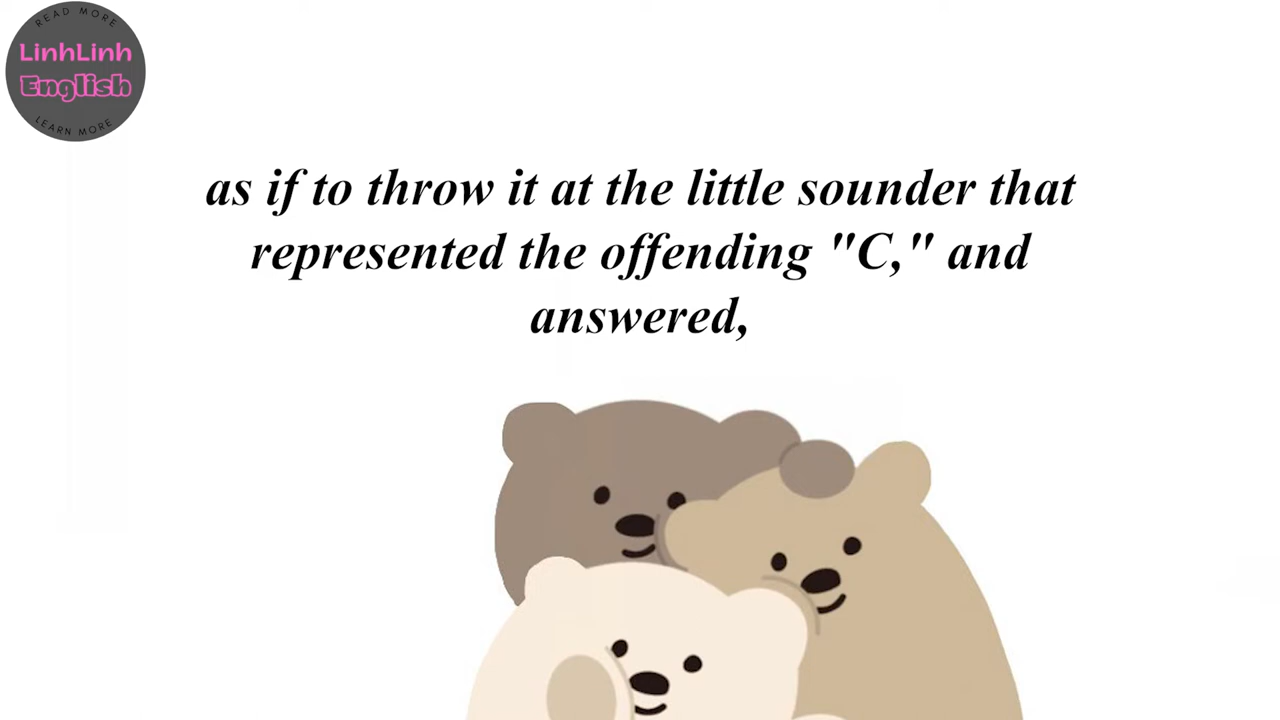 READ MORE
LinhLinh
English
LEARN MORE
as if to throw it at the little sounder that
represented the offending "C," and
answered,